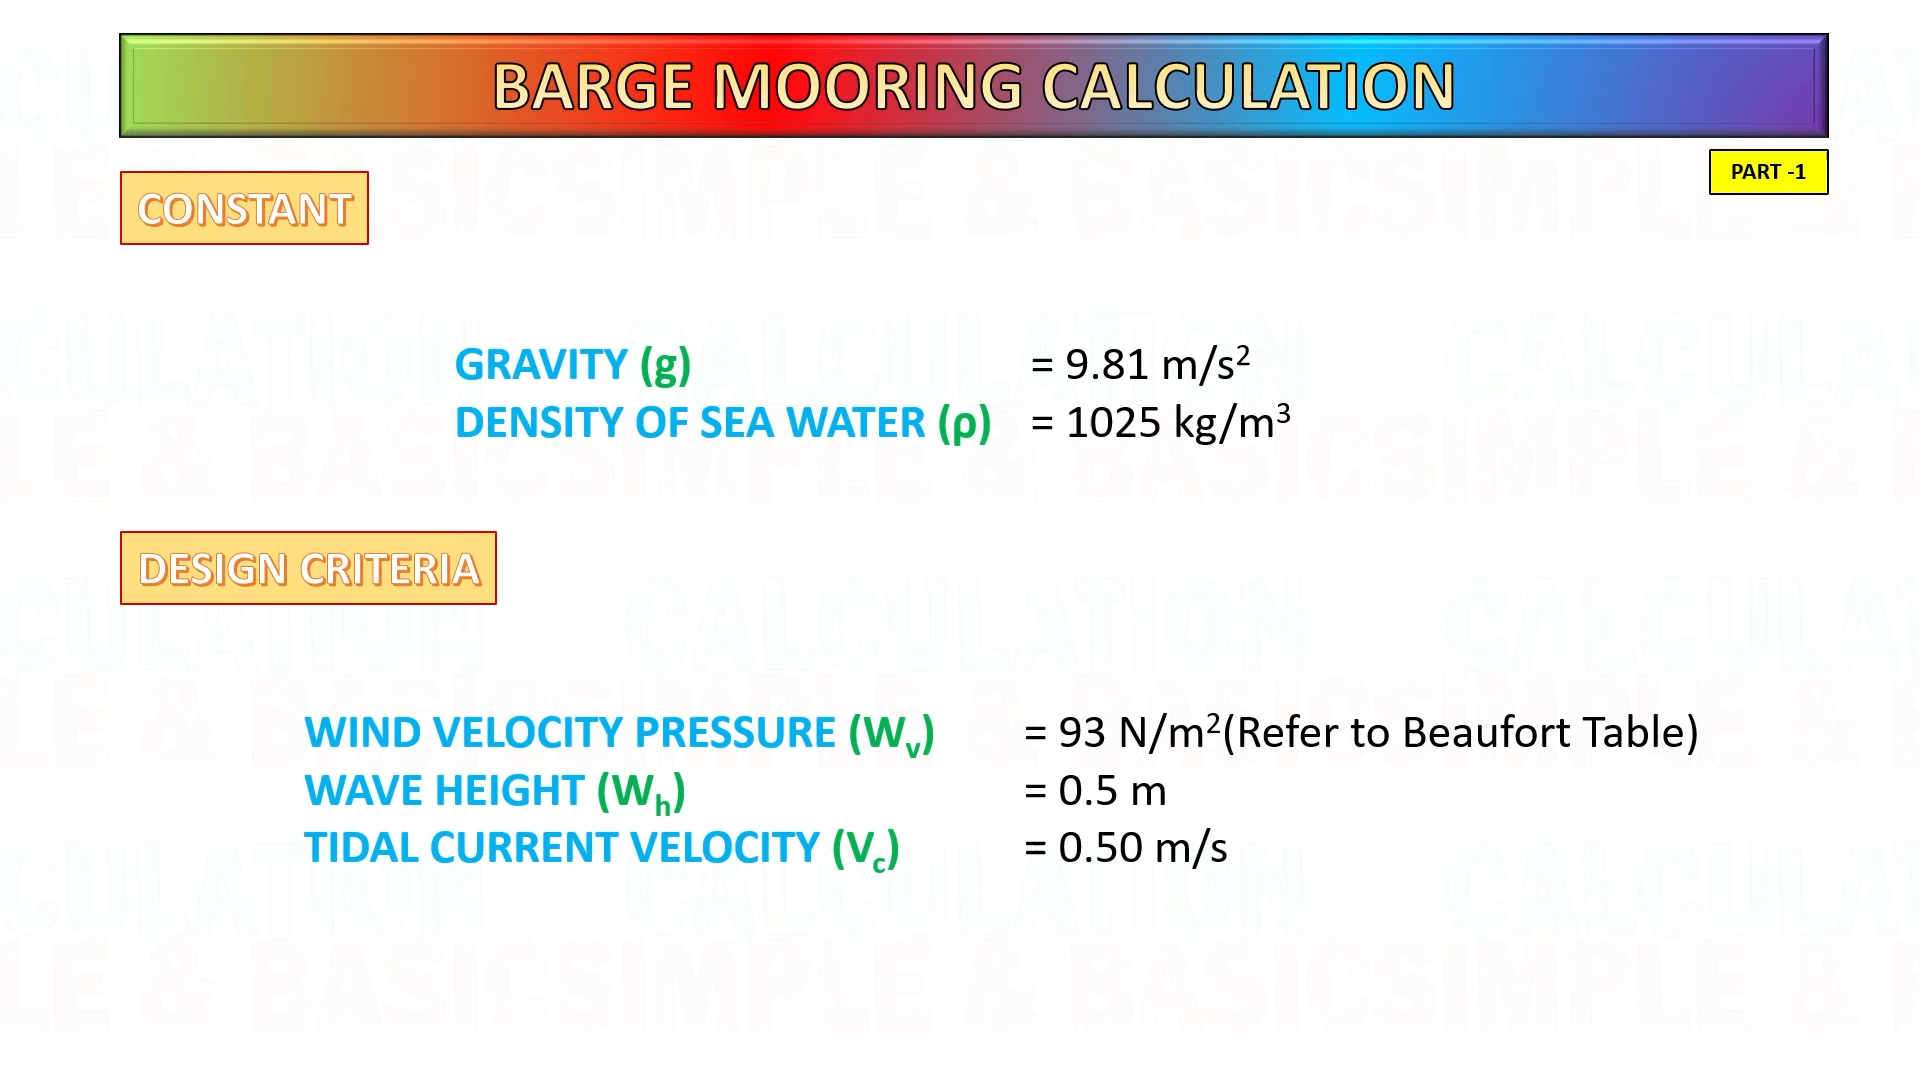 BARGE MOORING CALCULATION
PART -1
CONSTANT
GRAVITY (g) = 9.81 m/s²
DENSITY OF SEA WATER (ρ) = 1025 kg/m³
DESIGN CRITERIA
WIND VELOCITY PRESSURE (Wᵥ) = 93 N/m²(Refer to Beaufort Table)
WAVE HEIGHT (Wₕ) = 0.5 m
TIDAL CURRENT VELOCITY (V꜀) = 0.50 m/s